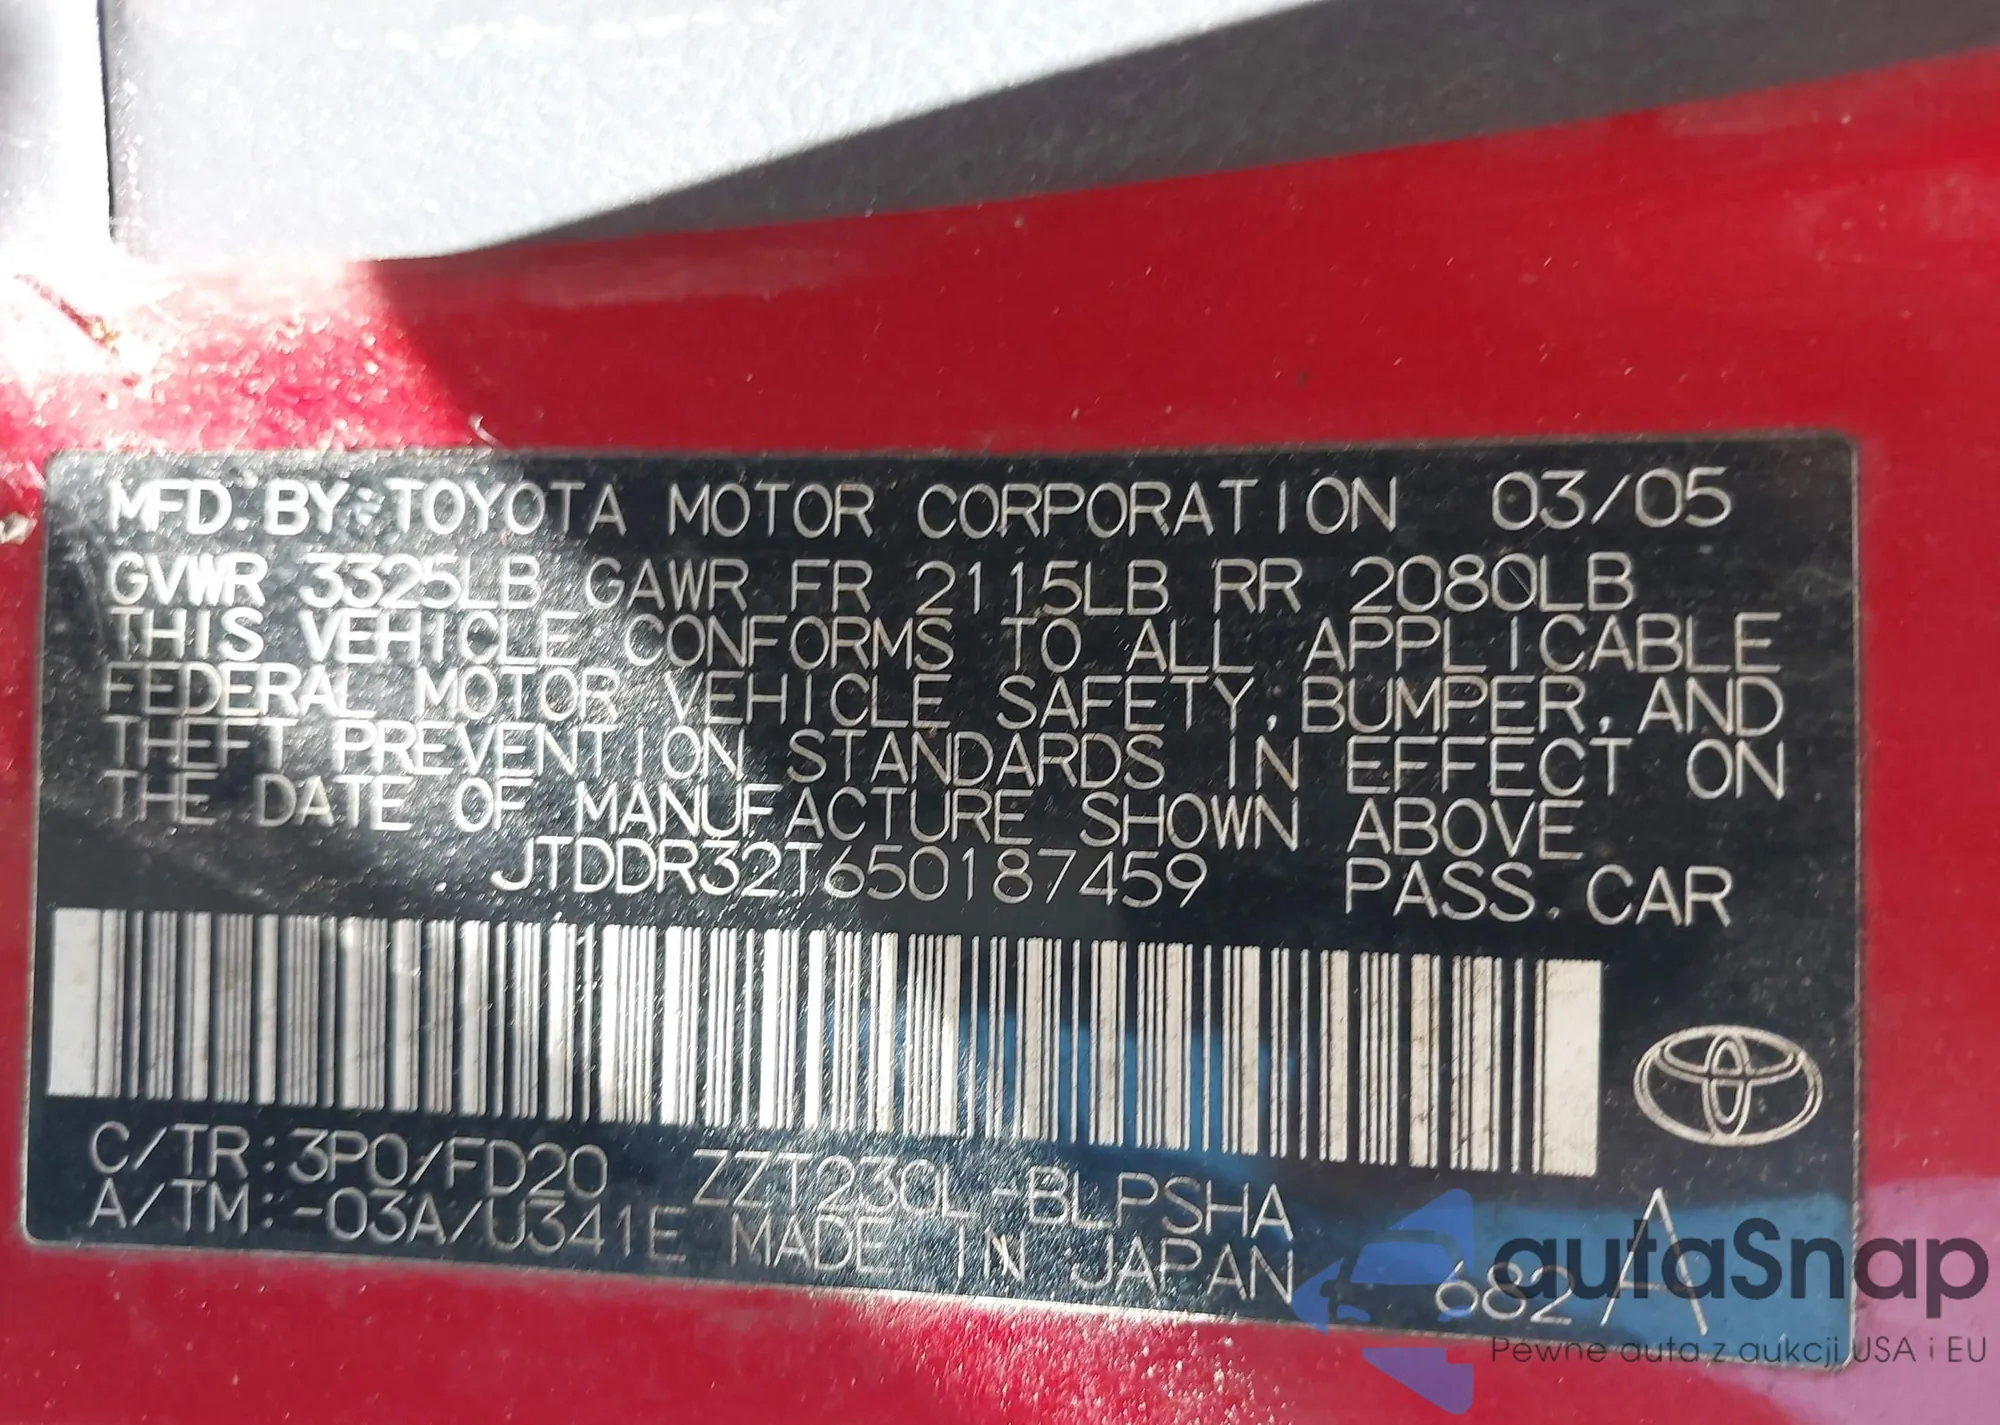 MFD. BY TOYOTA MOTOR CORPORATION 03/05
GVWR 3325LB GAWR FR 2115LB RR 2080LB
THIS VEHICLE CONFORMS TO ALL APPLICABLE
FEDERAL MOTOR VEHICLE SAFETY, BUMPER, AND
THEFT PREVENTION STANDARDS IN EFFECT ON
THE DATE OF MANUFACTURE SHOWN ABOVE
JTDDR32T650187459 PASS. CAR
C/TR:3P0/FD20 ZZT230L-BLPSHA
A/TM:-03A/U341E MADE IN JAPAN 682 A
autaSnap
Pewne auta z aukcji USA i EU